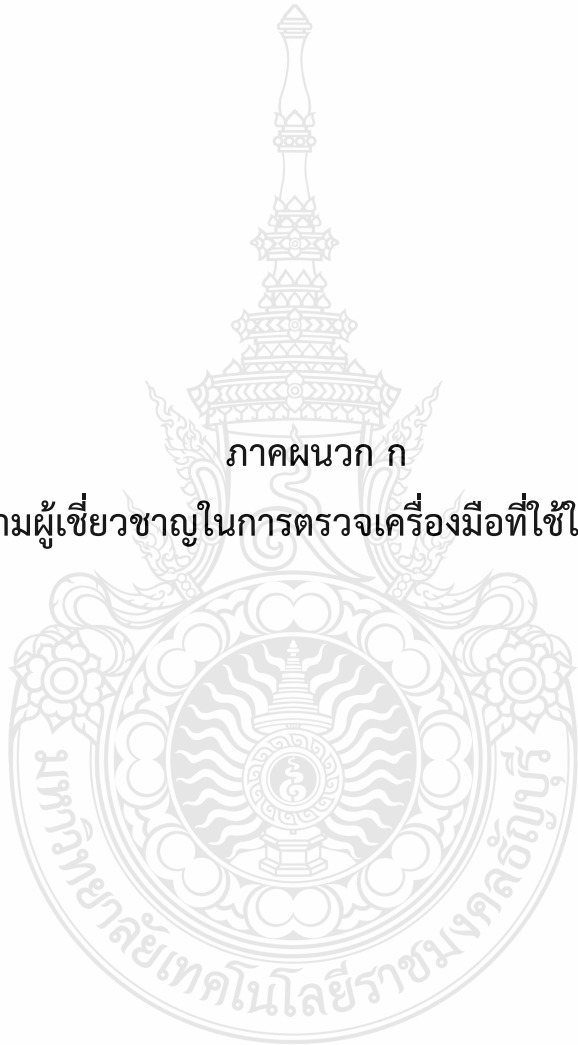 ภาคผนวก ก
ามผู้เชี่ยวชาญในการตรวจเครื่องมือที่ใช้ใ
มหาวิทยาลัยเทคโนโลยีราชมงคลธัญบุรี